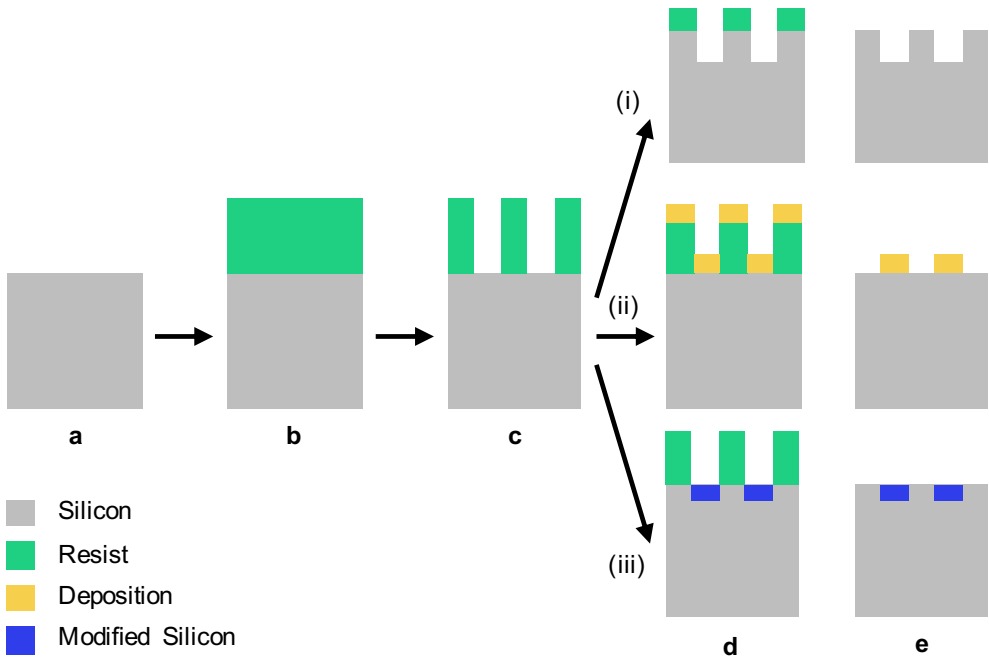 (i)
(ii)
(iii)
a
b
c
d
e
Silicon
Resist
Deposition
Modified Silicon